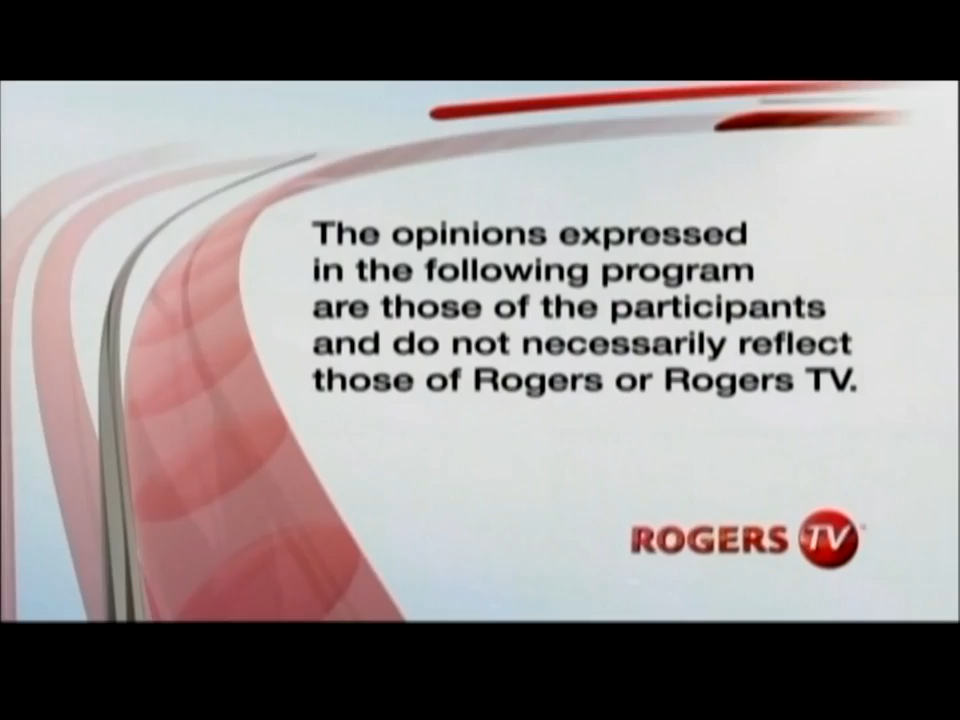 The opinions expressed
in the following program
are those of the participants
and do not necessarily reflect
those of Rogers or Rogers TV.
ROGERS TV